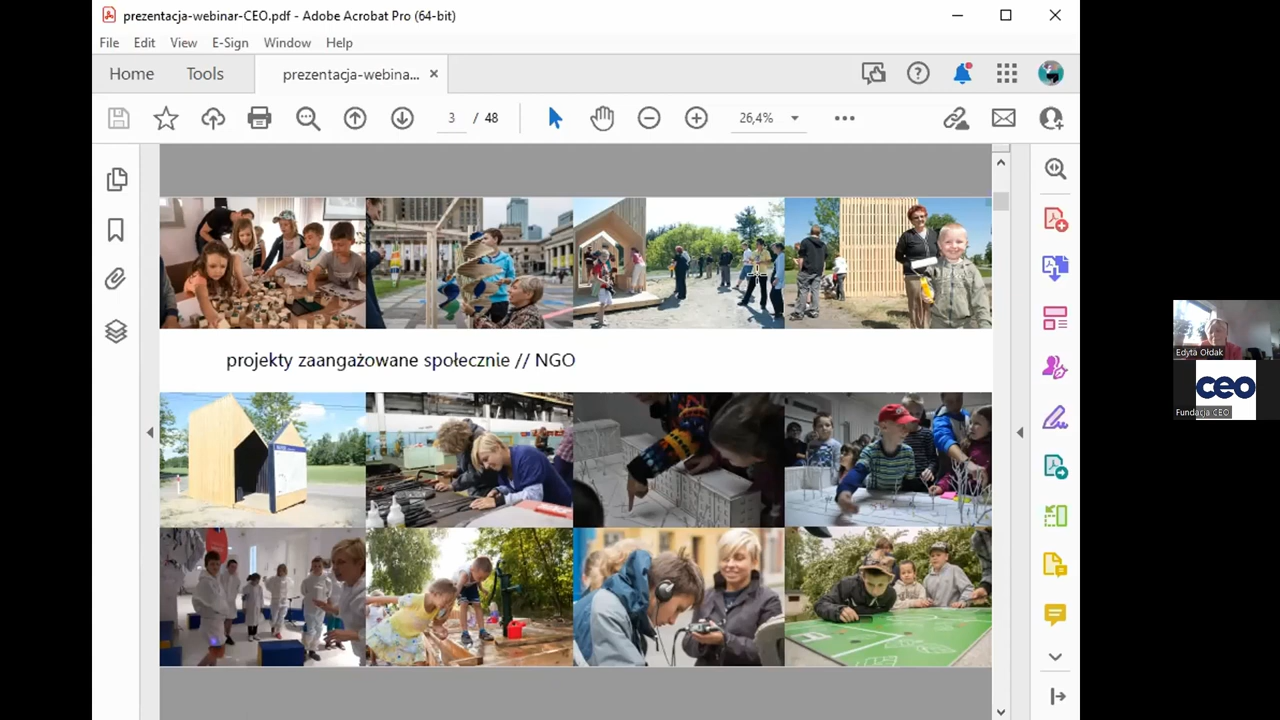 prezentacja-webinar-CEO.pdf - Adobe Acrobat Pro (64-bit)
File Edit View E-Sign Window Help
Home Tools prezentacja-webina...
3 / 48 26,4%
projekty zaangażowane społecznie // NGO
Edyta Ołdak
ceo
Fundacja CEO